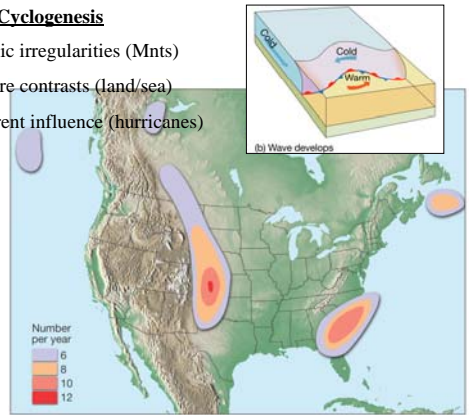 Cyclogenesis
ic irregularities (Mnts)
re contrasts (land/sea)
rent influence (hurricanes)
Cold
Cold
Warm
(b) Wave develops
Number
per year
6
8
10
12